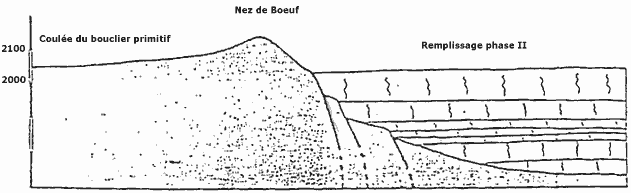 Nez de Boeuf
Coulée du bouclier primitif
Remplissage phase II
2100
2000